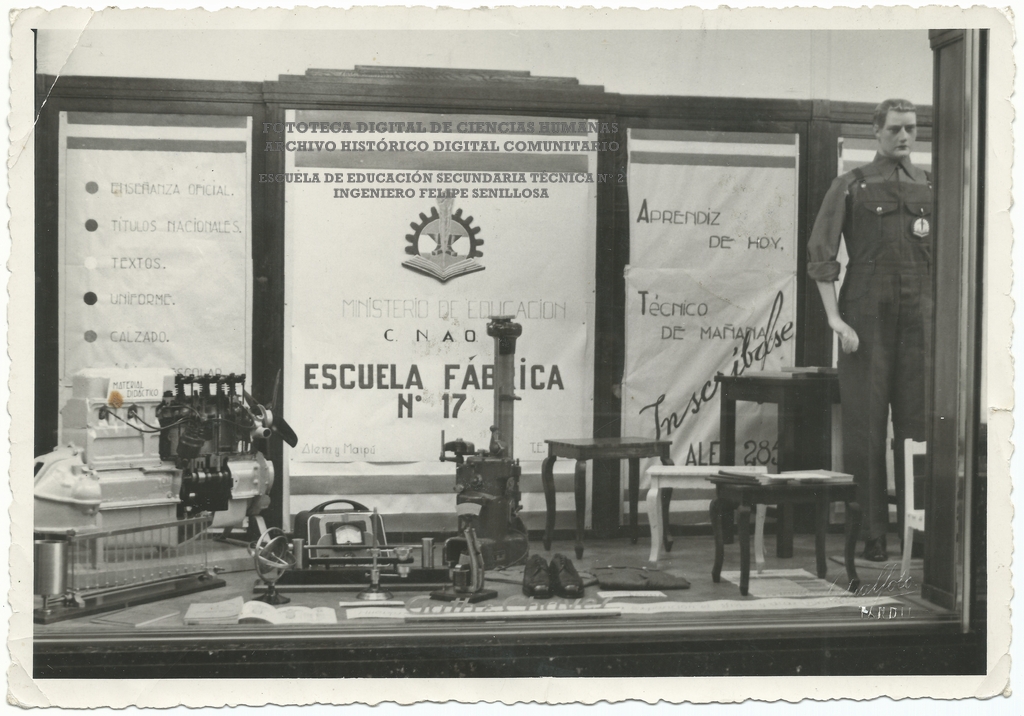 FOTOTECA DIGITAL DE CIENCIAS HUMANAS
ARCHIVO HISTÓRICO DIGITAL COMUNITARIO
ESCUELA DE EDUCACIÓN SECUNDARIA TÉCNICA N° 2
INGENIERO FELIPE SENILLOSA
ENSEÑANZA OFICIAL.
TÍTULOS NACIONALES.
TEXTOS.
UNIFORME.
CALZADO.
MATERIAL
DIDACTICO
MINISTERIO DE EDUCACION
C.N.A.O.
ESCUELA FÁBRICA
N° 17
Alem y Maipú
T.E.
APRENDIZ
DE HOY.
TÉCNICO
DE MAÑANA
Inscríbase
ALEM
TANDIL